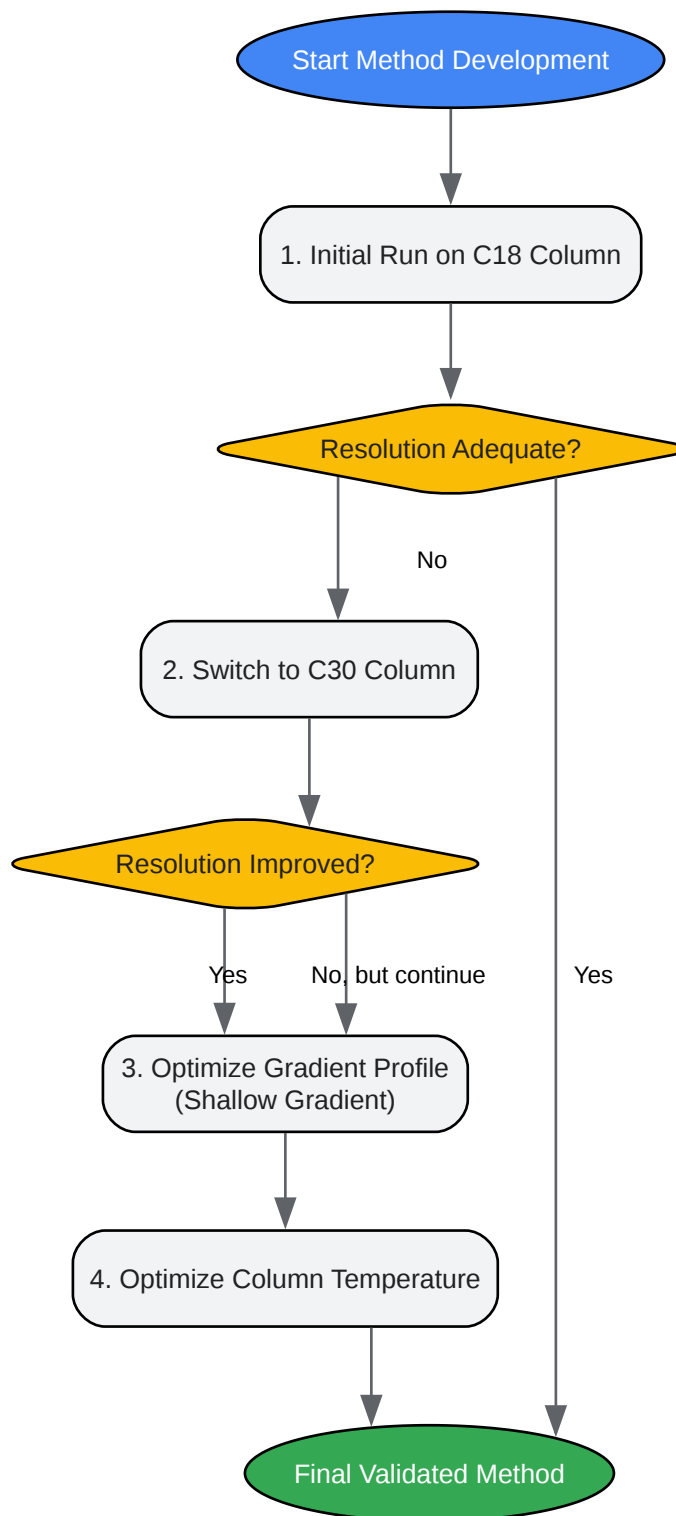 Start Method Development
1. Initial Run on C18 Column
Resolution Adequate?
No
2. Switch to C30 Column
Resolution Improved?
Yes
No, but continue
Yes
3. Optimize Gradient Profile
(Shallow Gradient)
4. Optimize Column Temperature
Final Validated Method